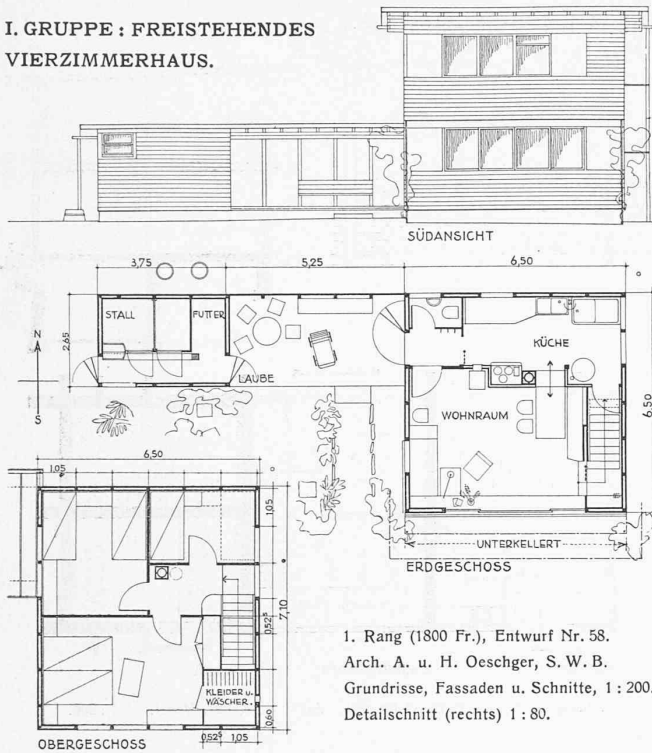 I. GRUPPE : FREISTEHENDES
VIERZIMMERHAUS.
SÜDANSICHT
3,75
5,25
6,50
STALL
FUTTER
2,65
N
S
LAUBE
KÜCHE
WOHNRAUM
6,50
UNTERKELLERT
ERDGESCHOSS
6,50
1,05
1,05
7,10
0,52⁵
KLEIDER u.
WÄSCHER.
0,60
0,52⁵ 1,05
OBERGESCHOSS
1. Rang (1800 Fr.), Entwurf Nr. 58.
Arch. A. u. H. Oeschger, S. W. B.
Grundrisse, Fassaden u. Schnitte, 1 : 200.
Detailschnitt (rechts) 1 : 80.